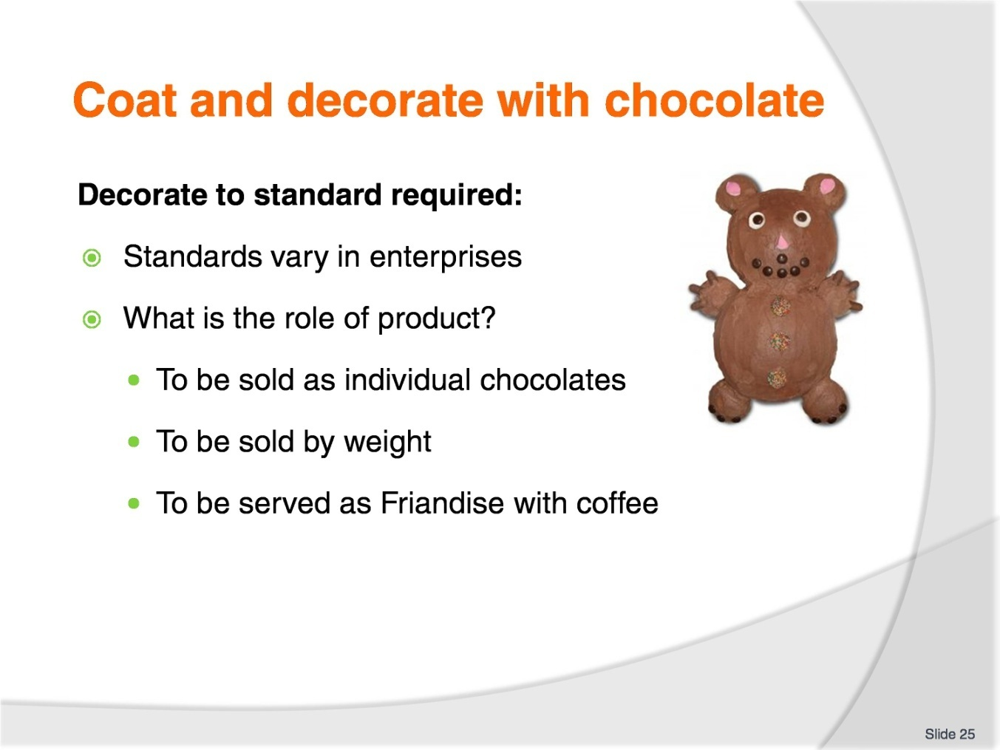 Coat and decorate with chocolate
Decorate to standard required:
Standards vary in enterprises
What is the role of product?
To be sold as individual chocolates
To be sold by weight
To be served as Friandise with coffee
Slide 25